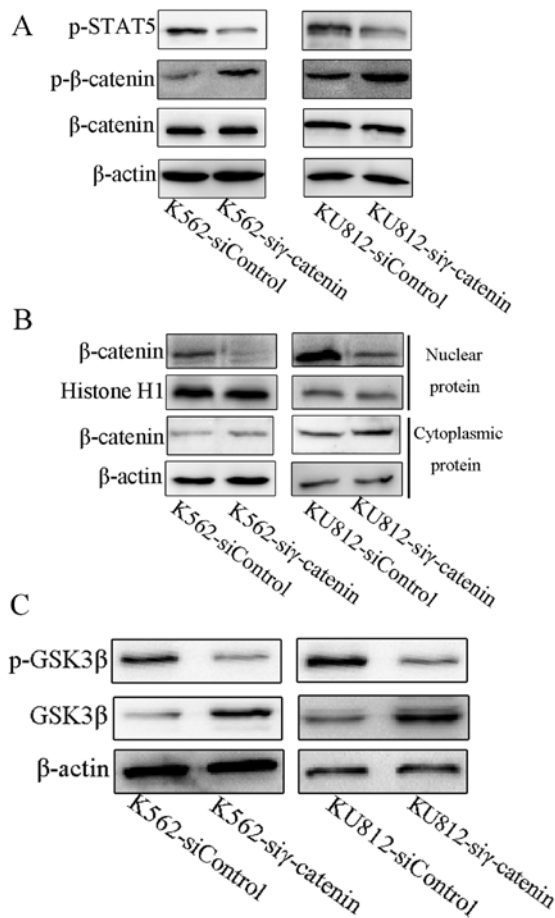 A
p-STAT5
p-β-catenin
β-catenin
β-actin
K562-siControl
K562-siγ-catenin
KU812-siControl
KU812-siγ-catenin
B
β-catenin
Histone H1
β-catenin
β-actin
Nuclear
protein
Cytoplasmic
protein
K562-siControl
K562-siγ-catenin
KU812-siControl
KU812-siγ-catenin
C
p-GSK3β
GSK3β
β-actin
K562-siControl
K562-siγ-catenin
KU812-siControl
KU812-siγ-catenin